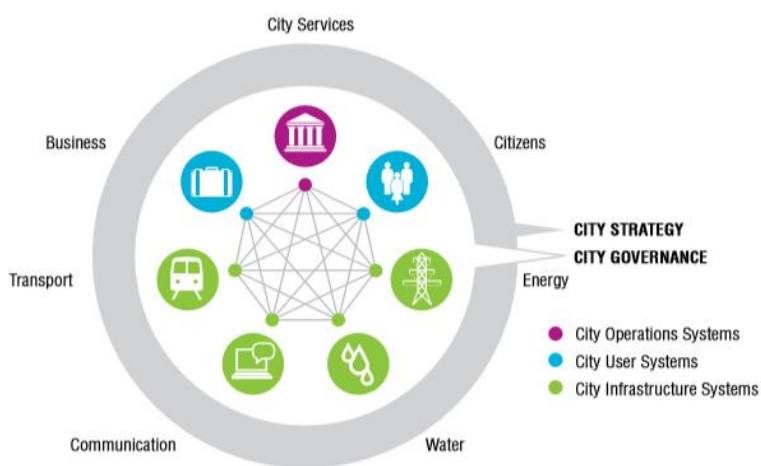 City Services
Business
Citizens
CITY STRATEGY
CITY GOVERNANCE
Transport
Energy
City Operations Systems
City User Systems
City Infrastructure Systems
Communication
Water